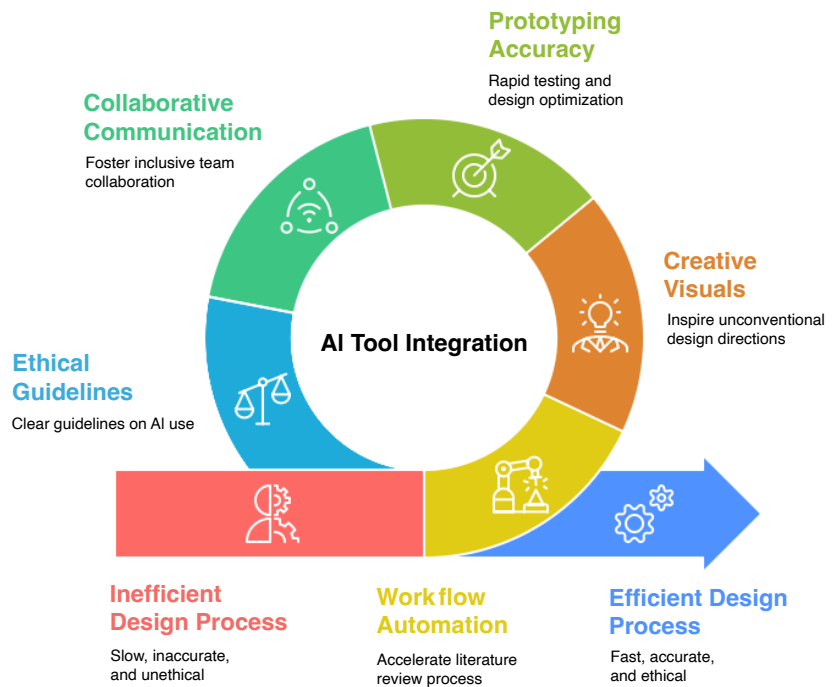 Prototyping
Accuracy
Rapid testing and
design optimization
Collaborative
Communication
Foster inclusive team
collaboration
Creative
Visuals
Inspire unconventional
design directions
AI Tool Integration
Ethical
Guidelines
Clear guidelines on AI use
Inefficient
Design Process
Slow, inaccurate,
and unethical
Workflow
Automation
Accelerate literature
review process
Efficient Design
Process
Fast, accurate,
and ethical